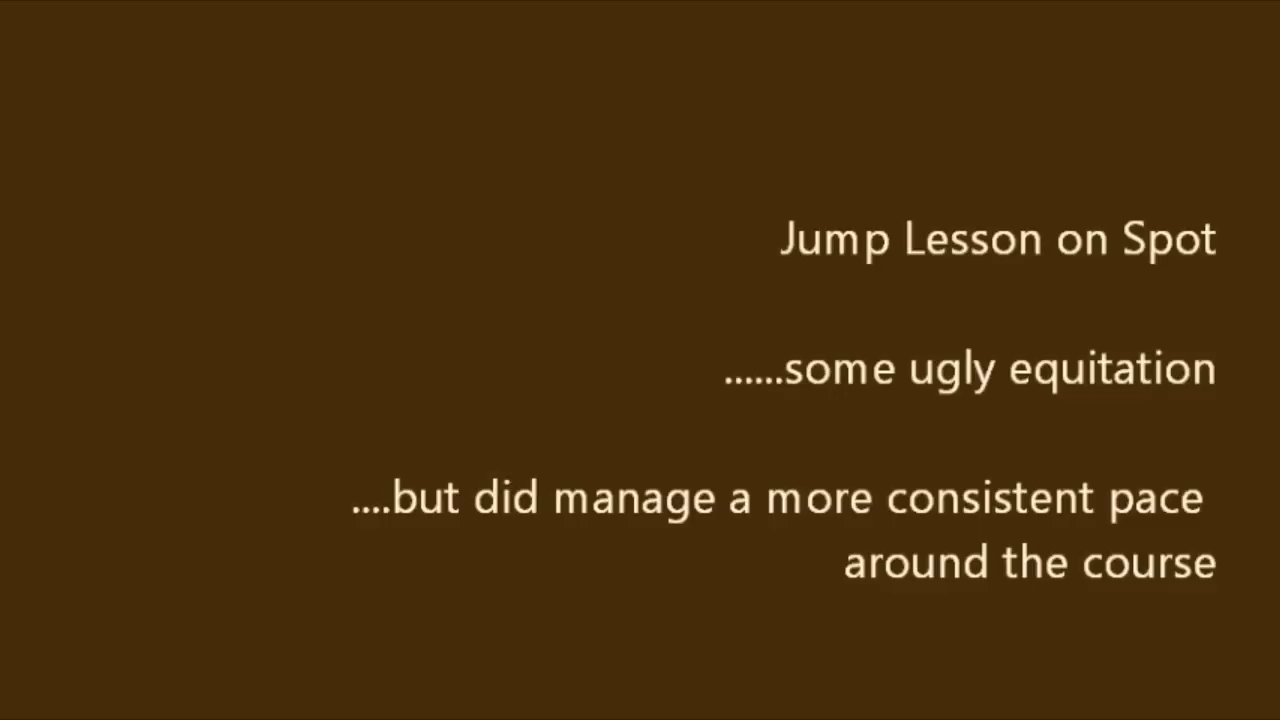 Jump Lesson on Spot
......some ugly equitation
....but did manage a more consistent pace
around the course